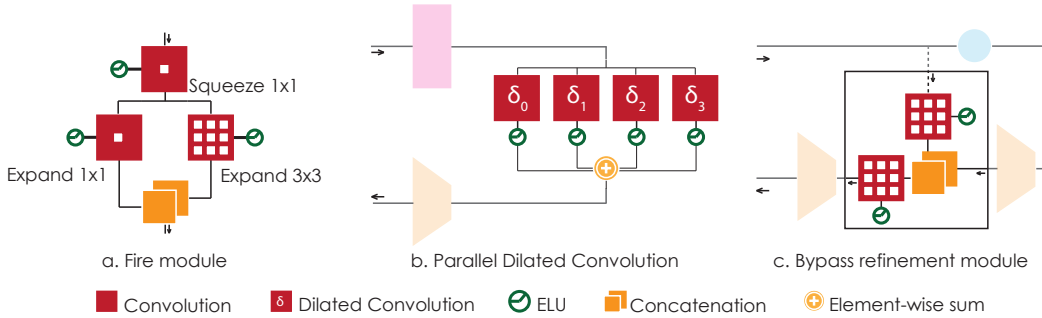 Squeeze 1x1
Expand 1x1
Expand 3x3
δ0
δ1
δ2
δ3
a. Fire module
b. Parallel Dilated Convolution
c. Bypass refinement module
Convolution
δ Dilated Convolution
ELU
Concatenation
Element-wise sum